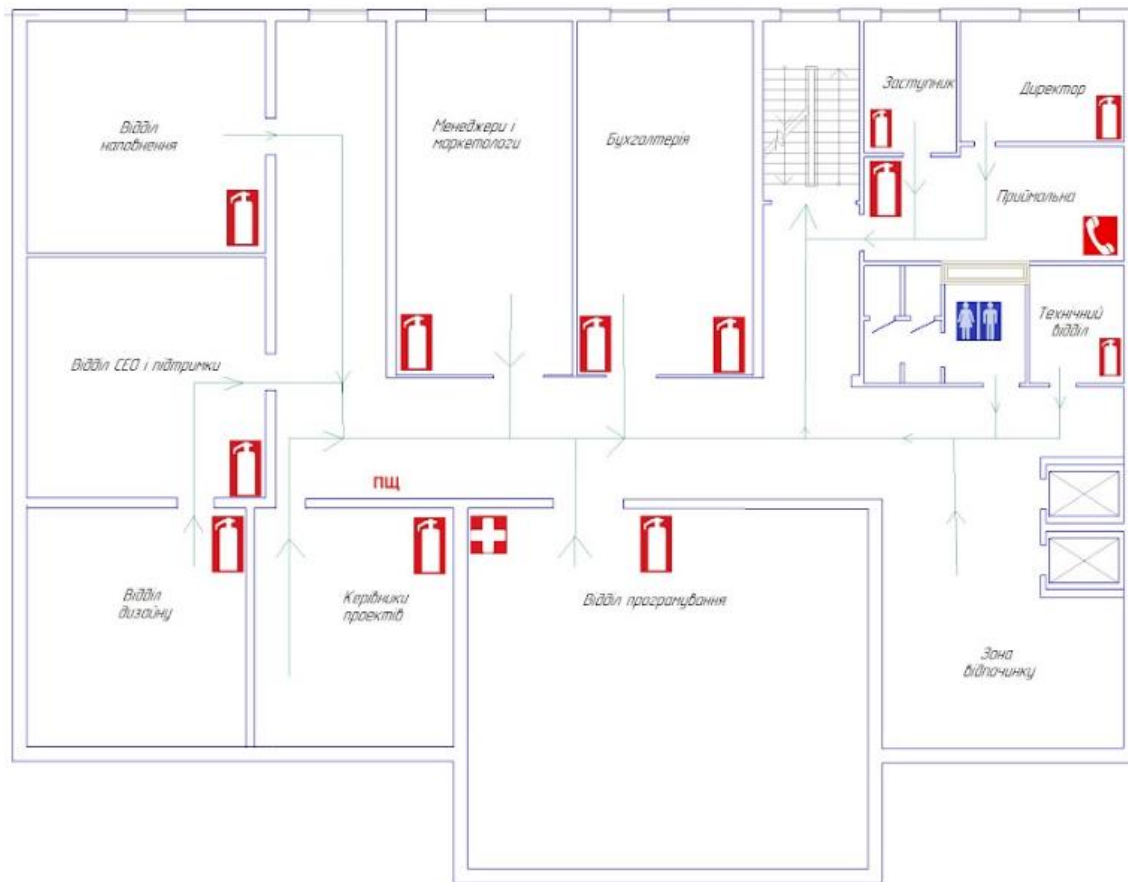 Заступник
Директор
Відділ
наповнення
Менеджери і
маркетологи
Бухгалтерія
Приймальна
Технічний
відділ
Відділ СЕО і підтримки
ПЩ
Відділ
дизайну
Керівники
проектів
Відділ програмування
Зона
відпочинку